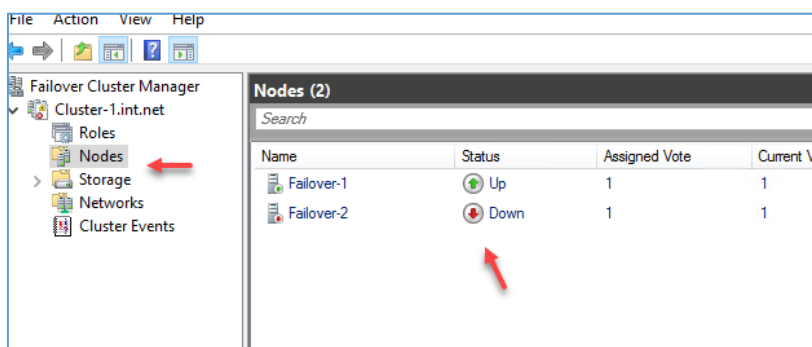 File Action View Help
Failover Cluster Manager
Cluster-1.int.net
Roles
Nodes
Storage
Networks
Cluster Events
Nodes (2)
Search
Name Status Assigned Vote Current V
Failover-1 Up 1 1
Failover-2 Down 1 1